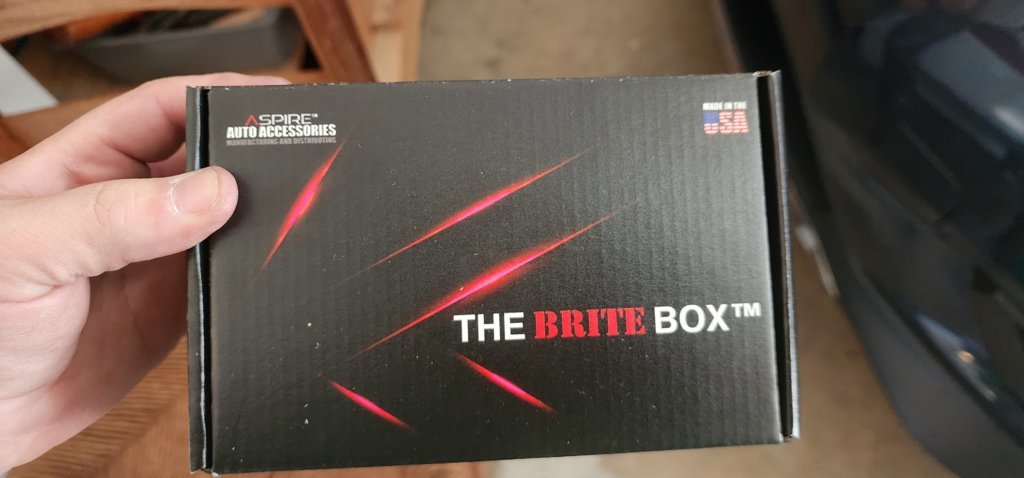 ASPIRE™
AUTO ACCESSORIES
MANUFACTURING AND DISTRIBUTING
MADE IN THE
USA
THE BRITE BOX™